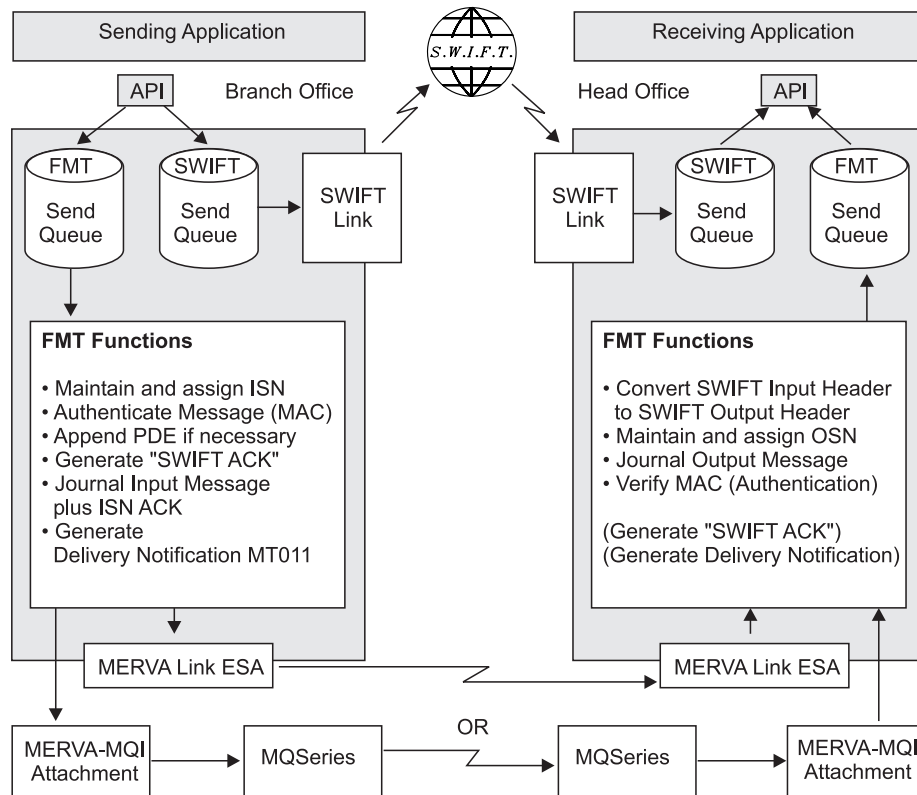 Sending Application
S.W.I.F.T.
Receiving Application
API
Branch Office
Head Office
API
FMT
Send
Queue
SWIFT
Send
Queue
SWIFT
Link
SWIFT
Link
SWIFT
Send
Queue
FMT
Send
Queue
FMT Functions
• Maintain and assign ISN
• Authenticate Message (MAC)
• Append PDE if necessary
• Generate "SWIFT ACK"
• Journal Input Message
plus ISN ACK
• Generate
Delivery Notification MT011
FMT Functions
• Convert SWIFT Input Header
to SWIFT Output Header
• Maintain and assign OSN
• Journal Output Message
• Verify MAC (Authentication)
(Generate "SWIFT ACK")
(Generate Delivery Notification)
MERVA Link ESA
MERVA Link ESA
OR
MERVA-MQI
Attachment
MQSeries
MQSeries
MERVA-MQI
Attachment